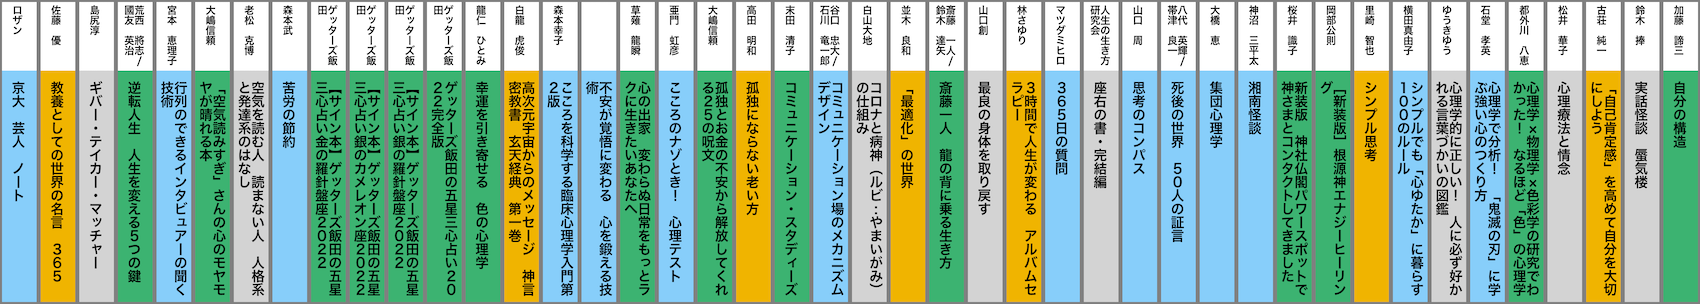 加藤　諦三
自分の構造
鈴木　捧
実話怪談　蜃気楼
古荘　純一
「自己肯定感」を高めて自分を大切
にしよう
松井　華子
心理療法と情念
都外川　八恵
心理学×物理学×色彩学の研究でわ
かった！　なるほど「色」の心理学
石堂　孝英
心理学で分析！　「鬼滅の刃」に学
ぶ強い心のつくり方
ゆうきゆう
心理学的に正しい！　人に必ず好か
れる言葉づかいの図鑑
横田真由子
シンプルでも「心ゆたか」に暮らす
１００のルール
里崎　智也
シンプル思考
岡部公則
［新装版］根源神エナジーヒーリン
グ
桜井　識子
新装版　神社仏閣パワースポットで
神さまとコンタクトしてきました
神沼　三平太
湘南怪談
大橋　恵
集団心理学
八代　英輝/
帯津　良一
死後の世界　５０人の証言
山口　周
思考のコンパス
人生の生き方
研究会
座右の書・完結編
マツダミヒロ
３６５日の質問
林さゆり
３時間で人生が変わる　アルバムセ
ラピー
山口創
最良の身体を取り戻す
斎藤　一人/
鈴木　達矢
斎藤一人　龍の背に乗る生き方
並木　良和
「最適化」の世界
白山大地
コロナと病神（ルビ：やまいがみ）
の仕組み
谷口　忠大/
石川　竜一郎
コミュニケーション場のメカニズム
デザイン
末田　清子
コミュニケーション・スタディーズ
高田　明和
孤独にならない老い方
大嶋信頼
孤独とお金の不安から解放してくれ
る２５の呪文
亜門　虹彦
こころのナゾとき！　心理テスト
草薙　龍瞬
心の出家　変わらぬ日常をもっとラ
クに生きたいあなたへ
不安が覚悟に変わる　心を鍛える技
術
森本幸子
こころを科学する臨床心理学入門第
２版
白龍　虎俊
高次元宇宙からのメッセージ　神言
密教書　玄天経典　第一巻
龍仁　ひとみ
幸運を引き寄せる　色の心理学
ゲッターズ飯
田
ゲッターズ飯田の五星三心占い２０
２２完全版
ゲッターズ飯
田
【サイン本】ゲッターズ飯田の五星
三心占い銀の羅針盤座２０２２
ゲッターズ飯
田
【サイン本】ゲッターズ飯田の五星
三心占い銀のカメレオン座２０２２
ゲッターズ飯
田
【サイン本】ゲッターズ飯田の五星
三心占い金の羅針盤座２０２２
森本武
苦労の節約
老松　克博
空気を読む人　読まない人　人格系
と発達系のはなし
大嶋信頼
「空気読みすぎ」さんの心のモヤモ
ヤが晴れる本
宮本　恵理子
行列のできるインタビュアーの聞く
技術
荒西　將志/
國友　英治
逆転人生　人生を変える５つの鍵
島尻淳
ギバー・テイカー・マッチャー
佐藤　優
教養としての世界の名言　３６５
ロザン
京大　芸人　ノート